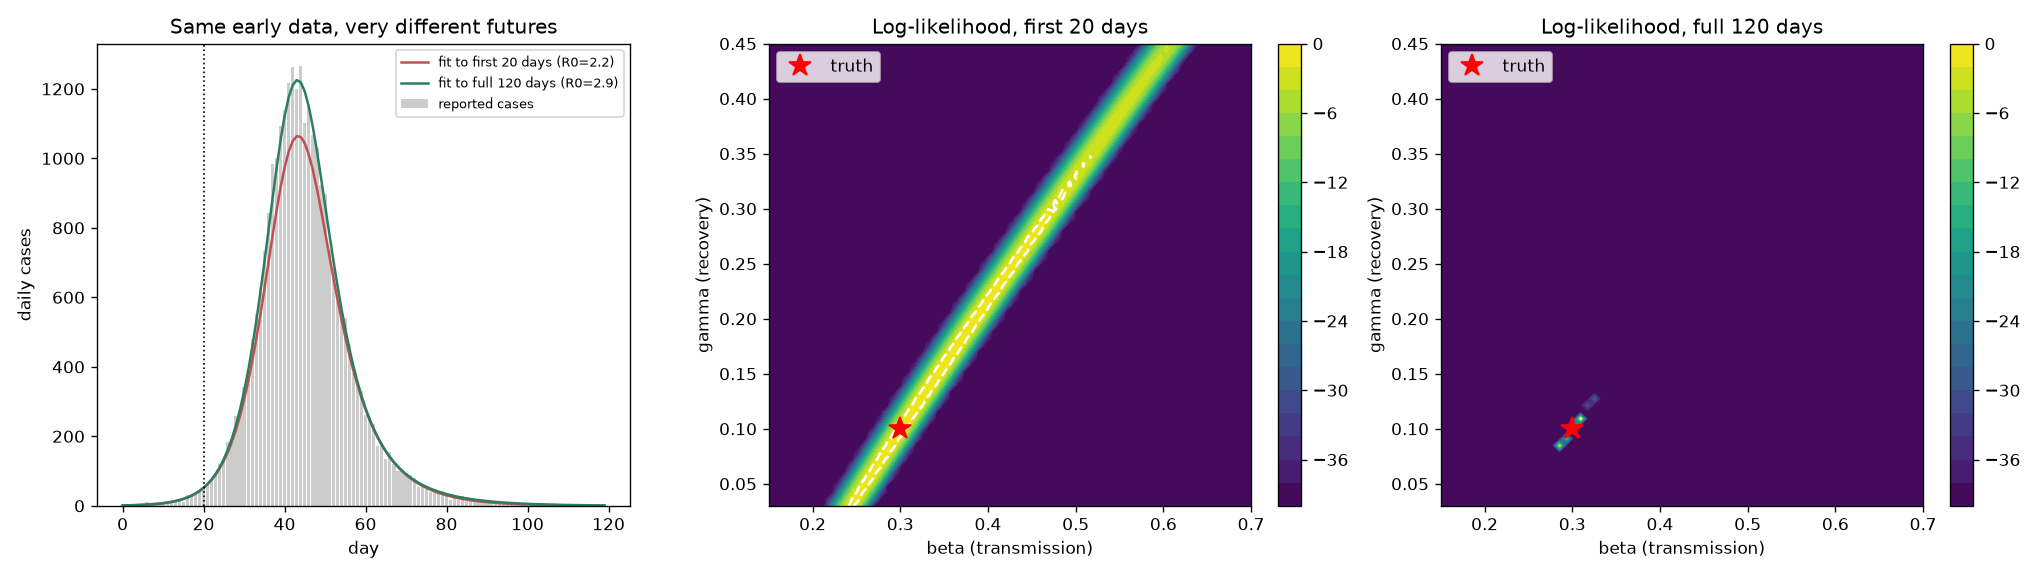 Same early data, very different futures
fit to first 20 days (R0=2.2)
fit to full 120 days (R0=2.9)
reported cases
daily cases
1200
1000
800
600
400
200
0
0 20 40 60 80 100 120
day
Log-likelihood, first 20 days
truth
gamma (recovery)
0.45
0.40
0.35
0.30
0.25
0.20
0.15
0.10
0.05
0.2 0.3 0.4 0.5 0.6 0.7
beta (transmission)
0
−6
−12
−18
−24
−30
−36
Log-likelihood, full 120 days
truth
gamma (recovery)
0.45
0.40
0.35
0.30
0.25
0.20
0.15
0.10
0.05
0.2 0.3 0.4 0.5 0.6 0.7
beta (transmission)
0
−6
−12
−18
−24
−30
−36